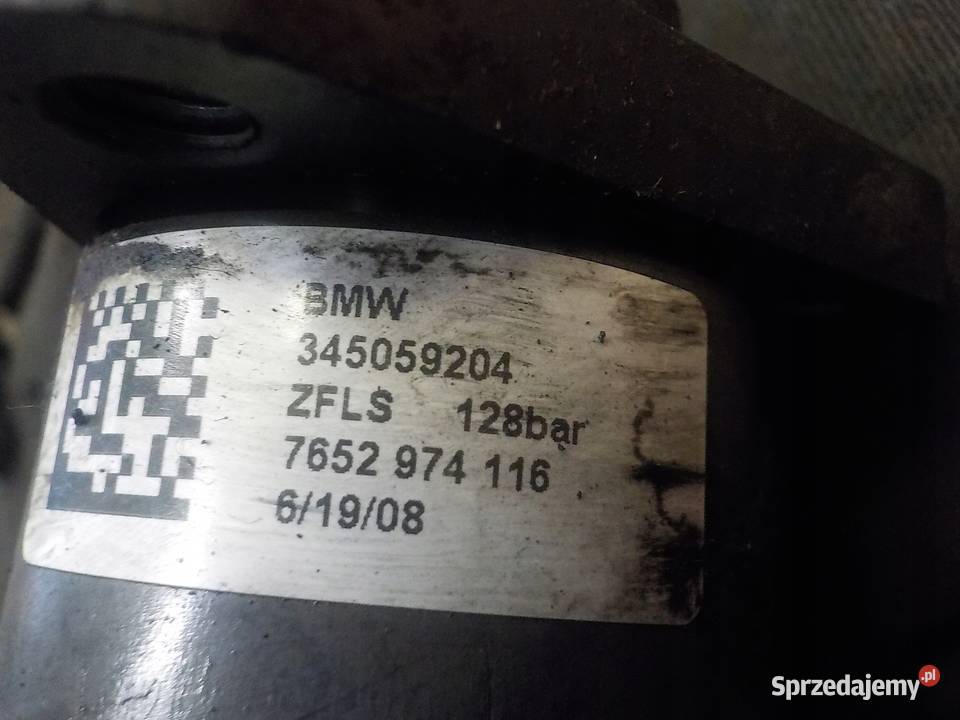 BMW
345059204
ZFLS 128bar
7652 974 116
6/19/08
Sprzedajemy.pl